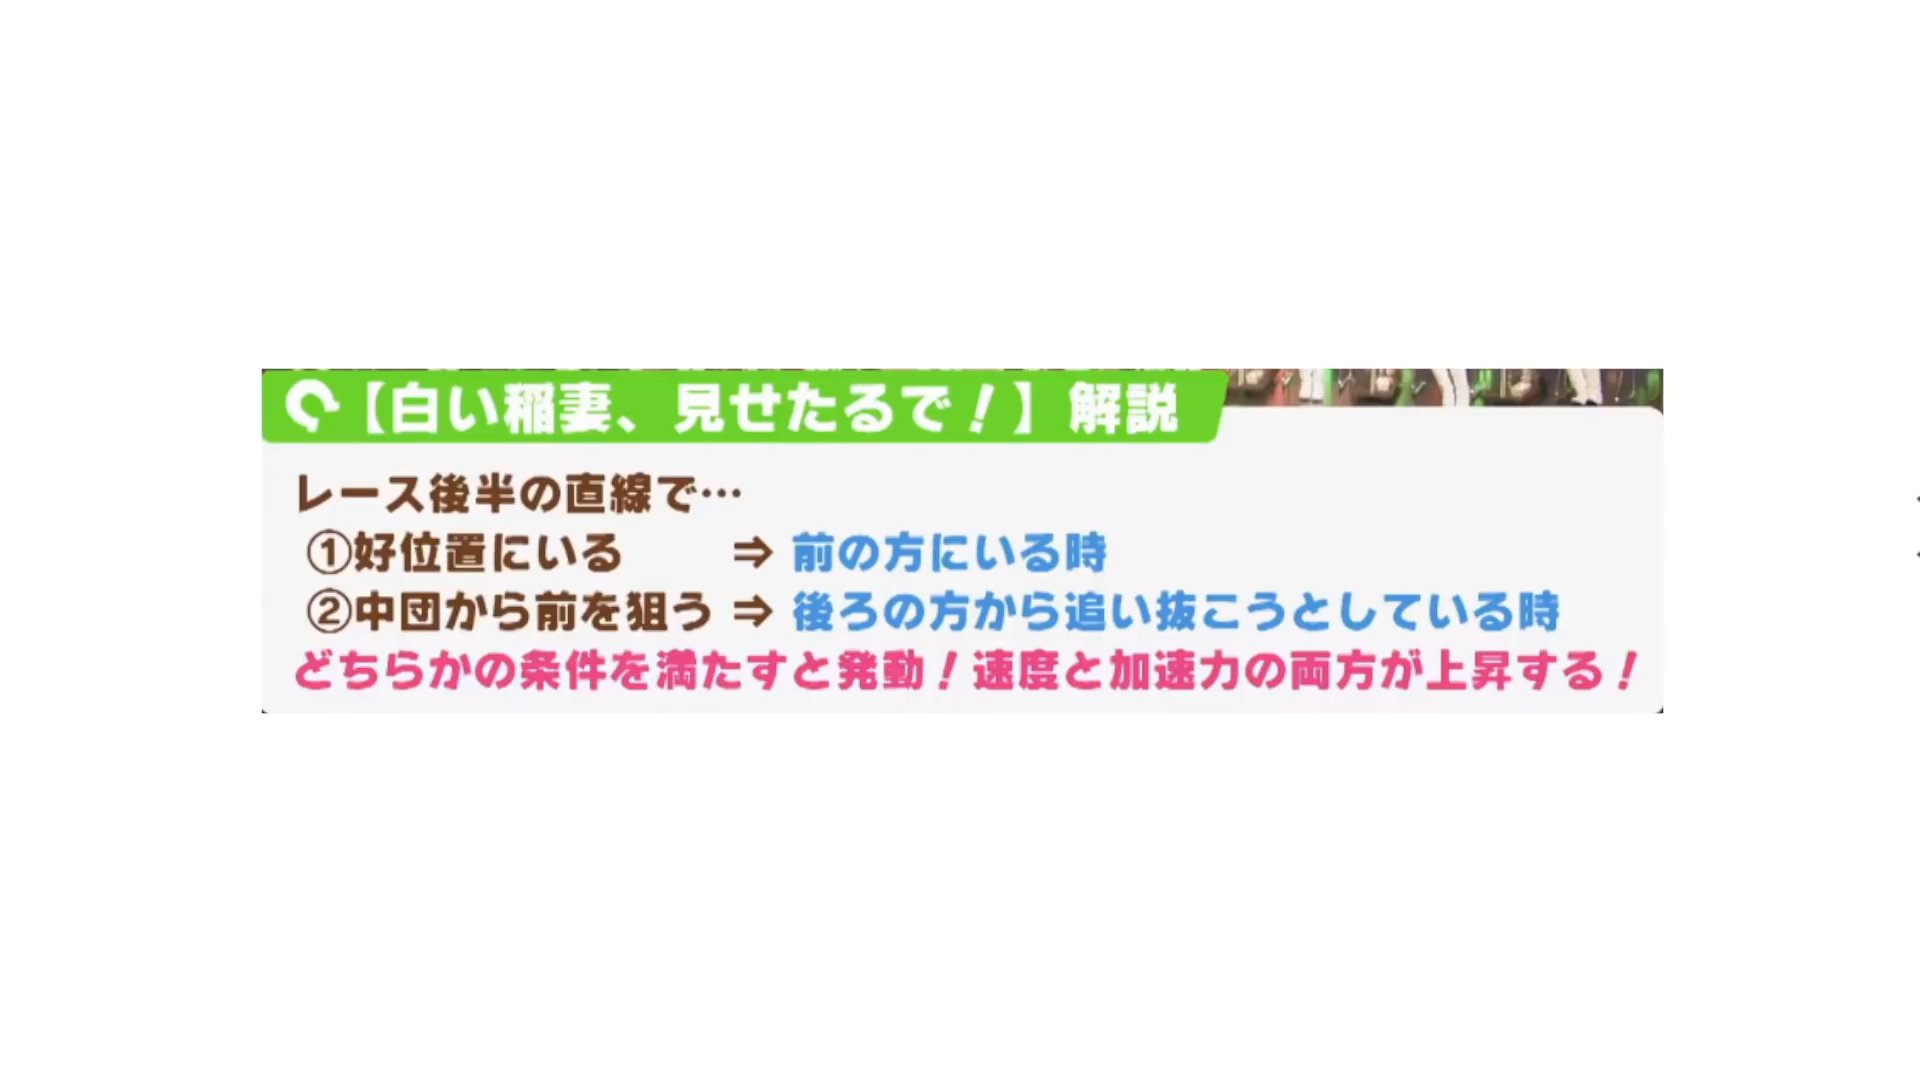 【白い稲妻、見せたるで！】解説
レース後半の直線で…
①好位置にいる ⇒ 前の方にいる時
②中団から前を狙う ⇒ 後ろの方から追い抜こうとしている時
どちらかの条件を満たすと発動！速度と加速力の両方が上昇する！